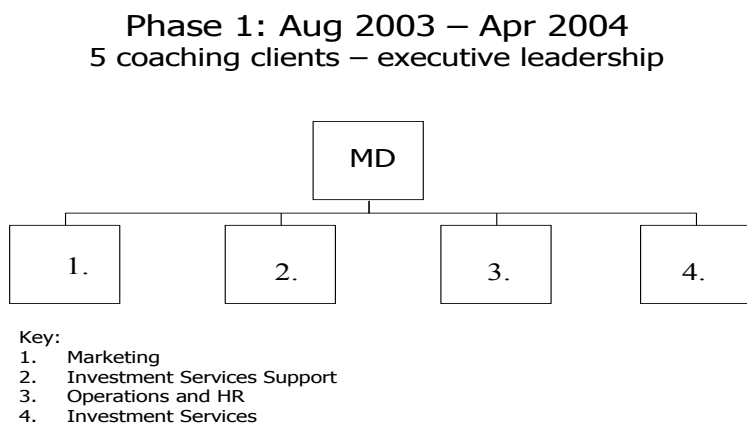 Phase 1: Aug 2003 – Apr 2004
5 coaching clients – executive leadership
MD
1.
2.
3.
4.
Key:
1. Marketing
2. Investment Services Support
3. Operations and HR
4. Investment Services